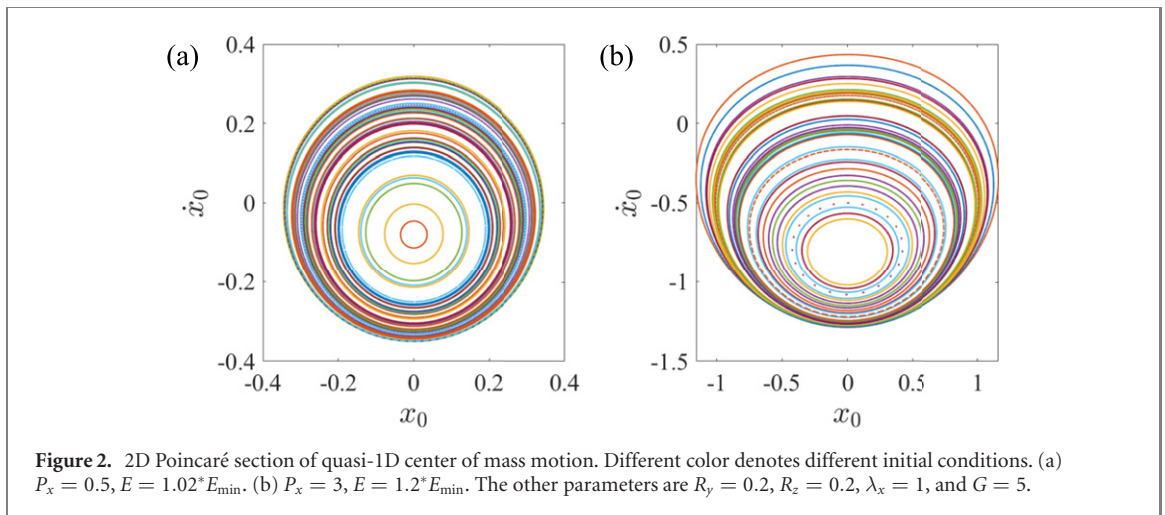 (a)
0.4
0.2
0
-0.2
-0.4
ẋ₀
-0.4 -0.2 0 0.2 0.4
x₀
(b)
0.5
0
-0.5
-1
-1.5
ẋ₀
-1 -0.5 0 0.5 1
x₀
Figure 2. 2D Poincaré section of quasi-1D center of mass motion. Different color denotes different initial conditions. (a)
Pₓ = 0.5, E = 1.02*E_min. (b) Pₓ = 3, E = 1.2*E_min. The other parameters are R_y = 0.2, R_z = 0.2, λₓ = 1, and G = 5.